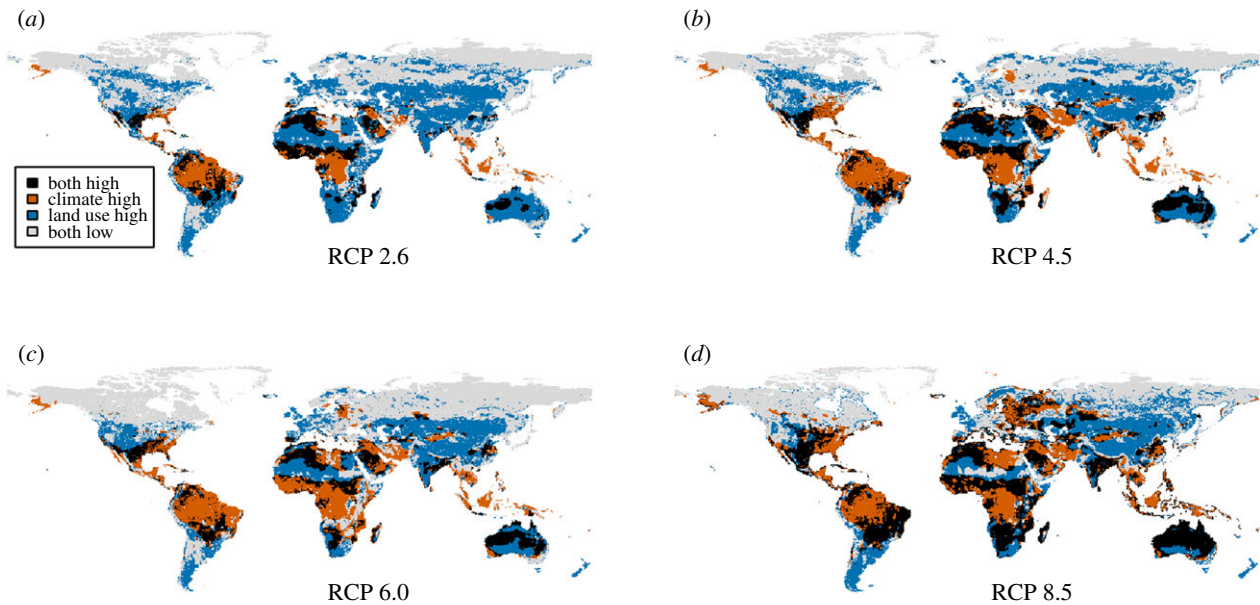 (a)
(b)
both high
climate high
land use high
both low
RCP 2.6
RCP 4.5
(c)
(d)
RCP 6.0
RCP 8.5